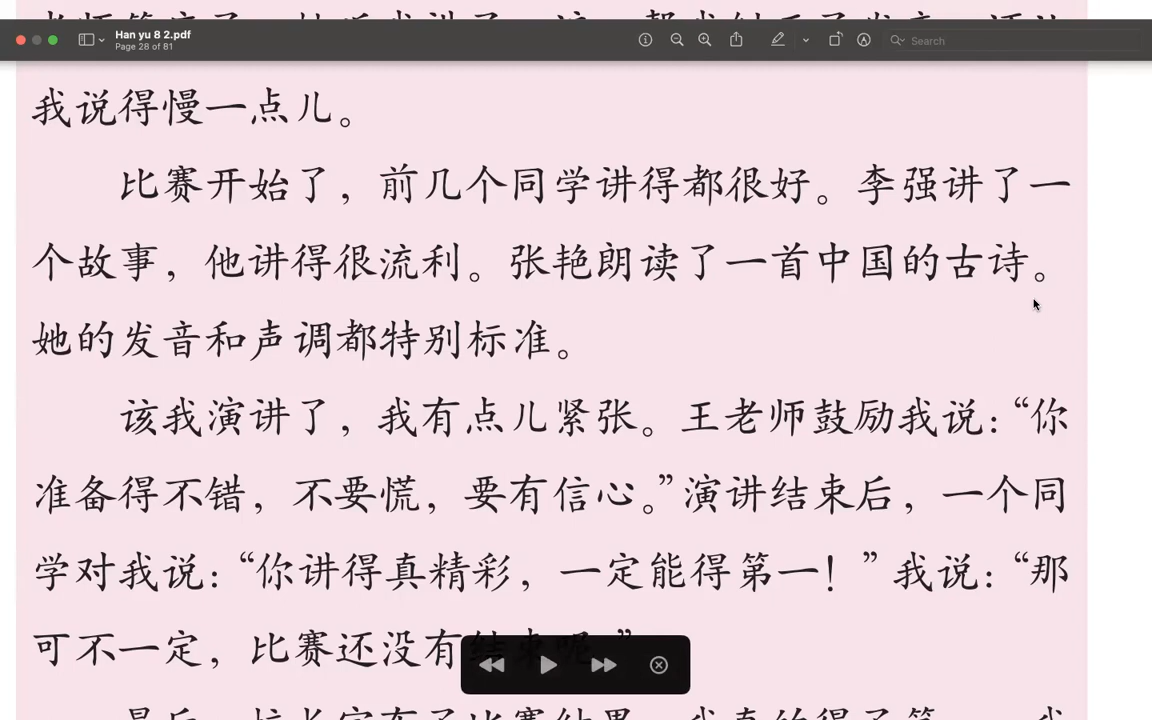 Han yu 8 2.pdf
Page 28 of 81
Search
我说得慢一点儿。
比赛开始了，前几个同学讲得都很好。李强讲了一
个故事，他讲得很流利。张艳朗读了一首中国的古诗。
她的发音和声调都特别标准。
该我演讲了，我有点儿紧张。王老师鼓励我说：“你
准备得不错，不要慌，要有信心。”演讲结束后，一个同
学对我说：“你讲得真精彩，一定能得第一！”我说：“那
可不一定，比赛还没有结束呢。”